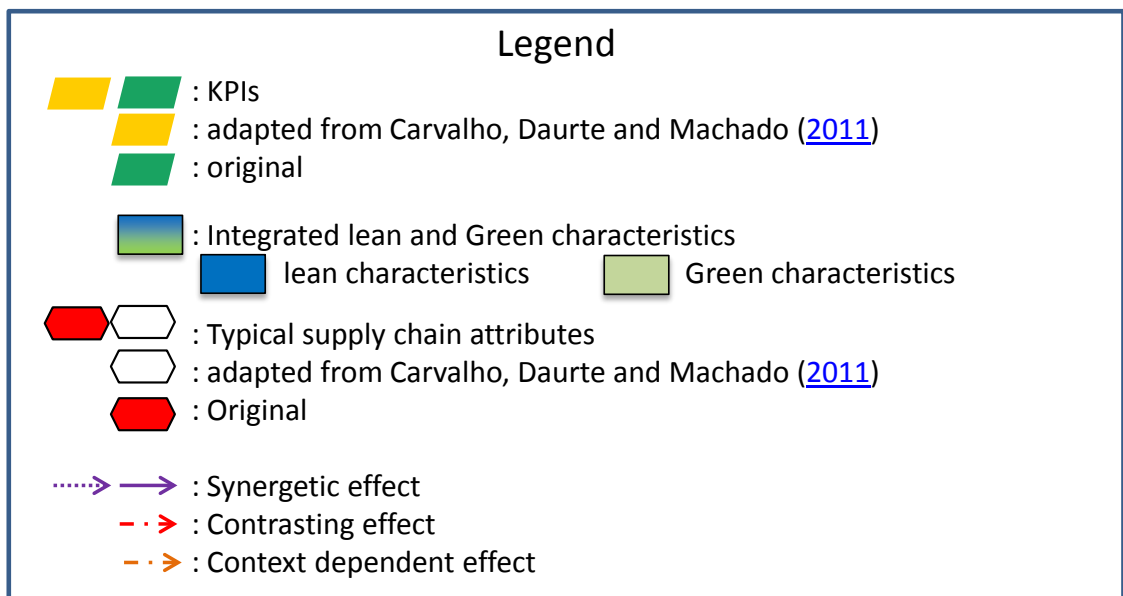 Legend
: KPIs
: adapted from Carvalho, Daurte and Machado (2011)
: original
: Integrated lean and Green characteristics
lean characteristics Green characteristics
: Typical supply chain attributes
: adapted from Carvalho, Daurte and Machado (2011)
: Original
: Synergetic effect
: Contrasting effect
: Context dependent effect